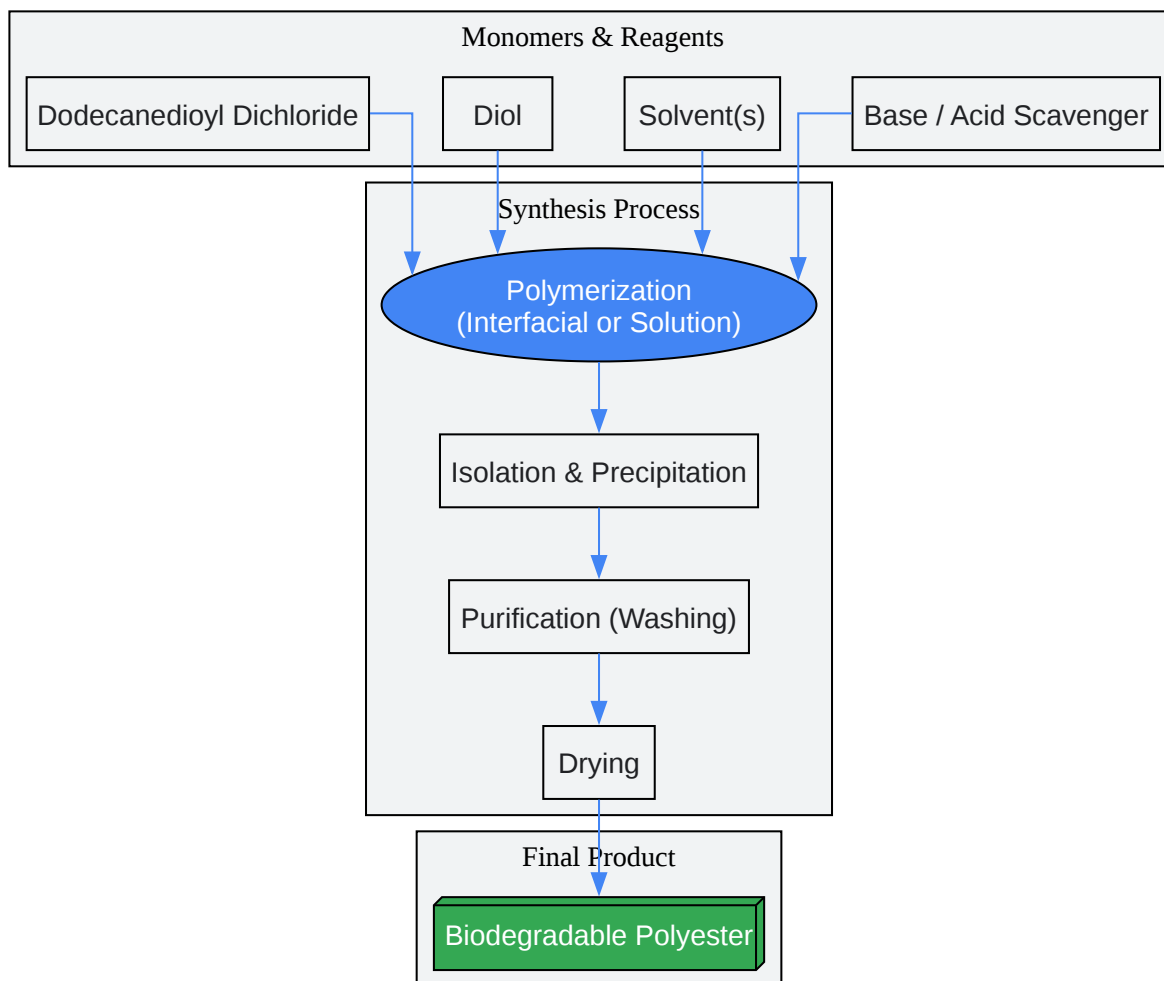 Monomers & Reagents
Dodecanedioyl Dichloride
Diol
Solvent(s)
Base / Acid Scavenger
Synthesis Process
Polymerization
(Interfacial or Solution)
Isolation & Precipitation
Purification (Washing)
Drying
Final Product
Biodegradable Polyester